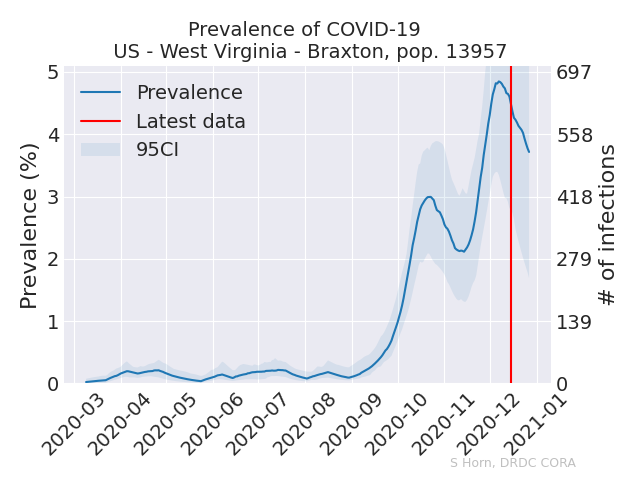 Prevalence of COVID-19
US - West Virginia - Braxton, pop. 13957
Prevalence
Latest data
95CI
Prevalence (%)
5
4
3
2
1
0
697
558
418
279
139
0
# of infections
2020-03
2020-04
2020-05
2020-06
2020-07
2020-08
2020-09
2020-10
2020-11
2020-12
2021-01
S Horn, DRDC CORA